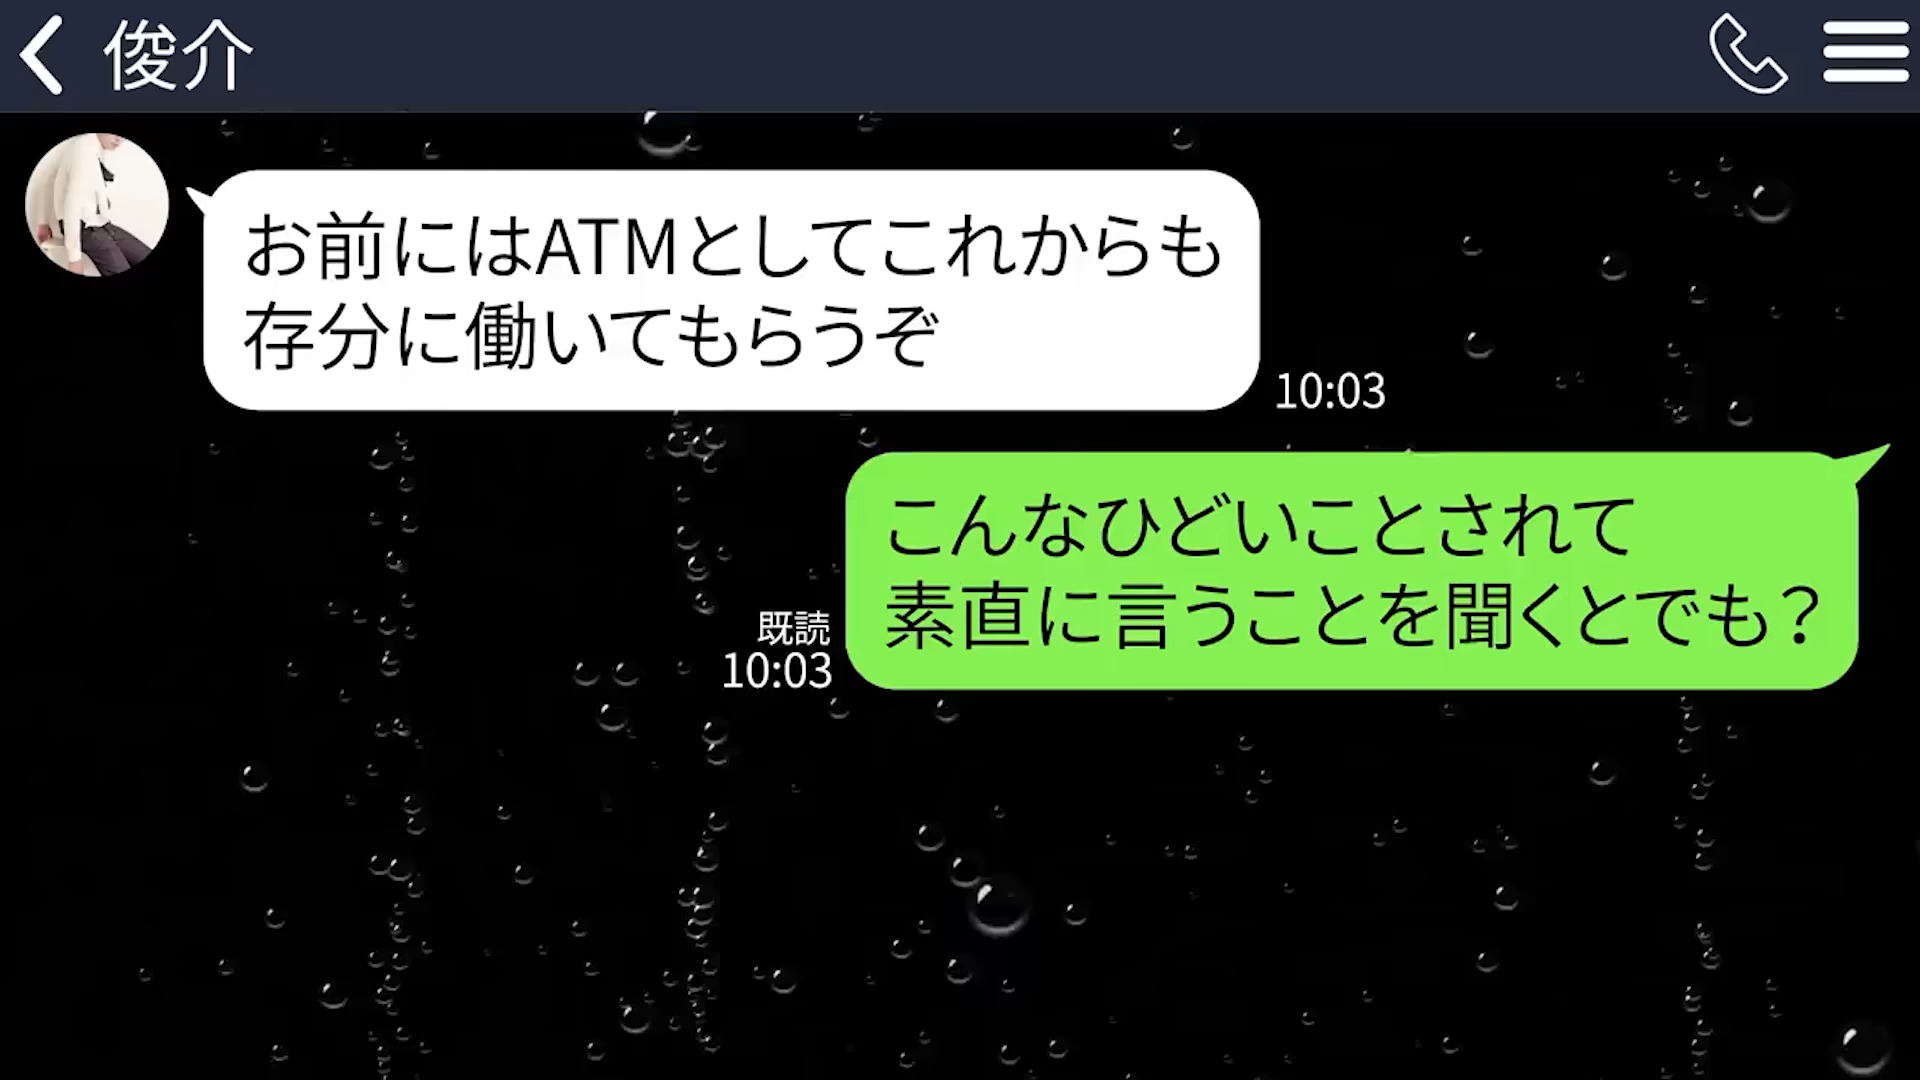 俊介
お前にはATMとしてこれからも
存分に働いてもらうぞ
10:03
こんなひどいことされて
素直に言うことを聞くとでも？
既読
10:03